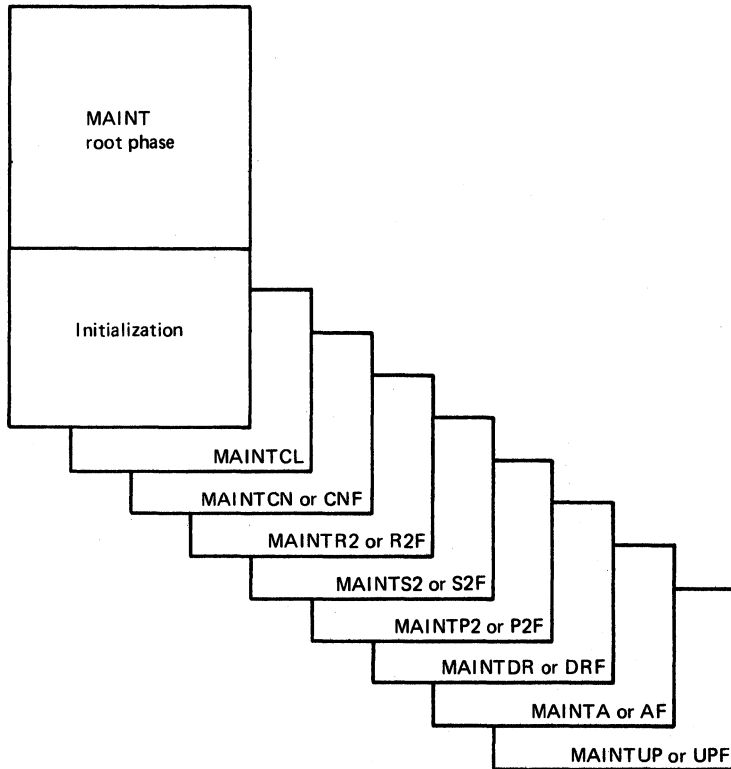 MAINT
root phase
Initialization
MAINTCL
MAINTCN or CNF
MAINTR2 or R2F
MAINTS2 or S2F
MAINTP2 or P2F
MAINTDR or DRF
MAINTA or AF
MAINTUP or UPF